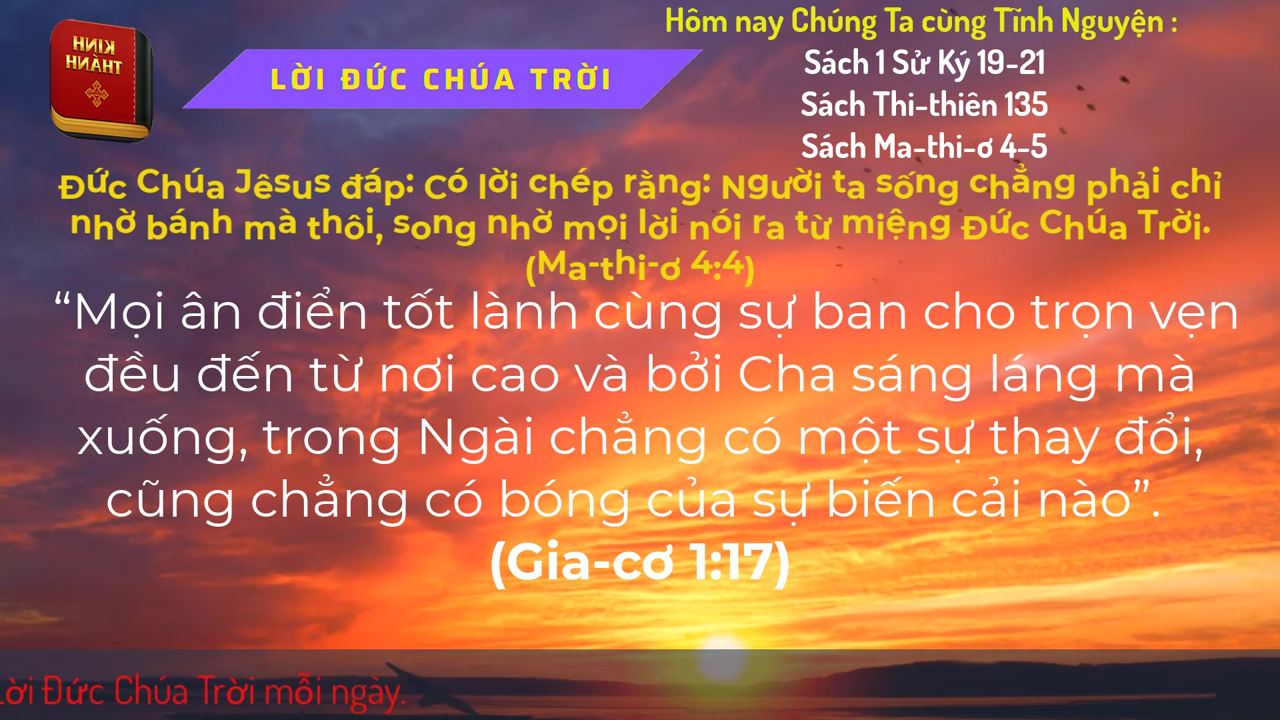 KINH
THÁNH
LỜI ĐỨC CHÚA TRỜI
Hôm nay Chúng Ta cùng Tĩnh Nguyện :
Sách 1 Sử Ký 19-21
Sách Thi-thiên 135
Sách Ma-thi-ơ 4-5
Đức Chúa Jêsus đáp: Có lời chép rằng: Người ta sống chẳng phải chỉ
nhờ bánh mà thôi, song nhờ mọi lời nói ra từ miệng Đức Chúa Trời.
(Ma-thi-ơ 4:4)
“Mọi ân điển tốt lành cùng sự ban cho trọn vẹn
đều đến từ nơi cao và bởi Cha sáng láng mà
xuống, trong Ngài chẳng có một sự thay đổi,
cũng chẳng có bóng của sự biến cải nào”.
(Gia-cơ 1:17)
Lời Đức Chúa Trời mỗi ngày.